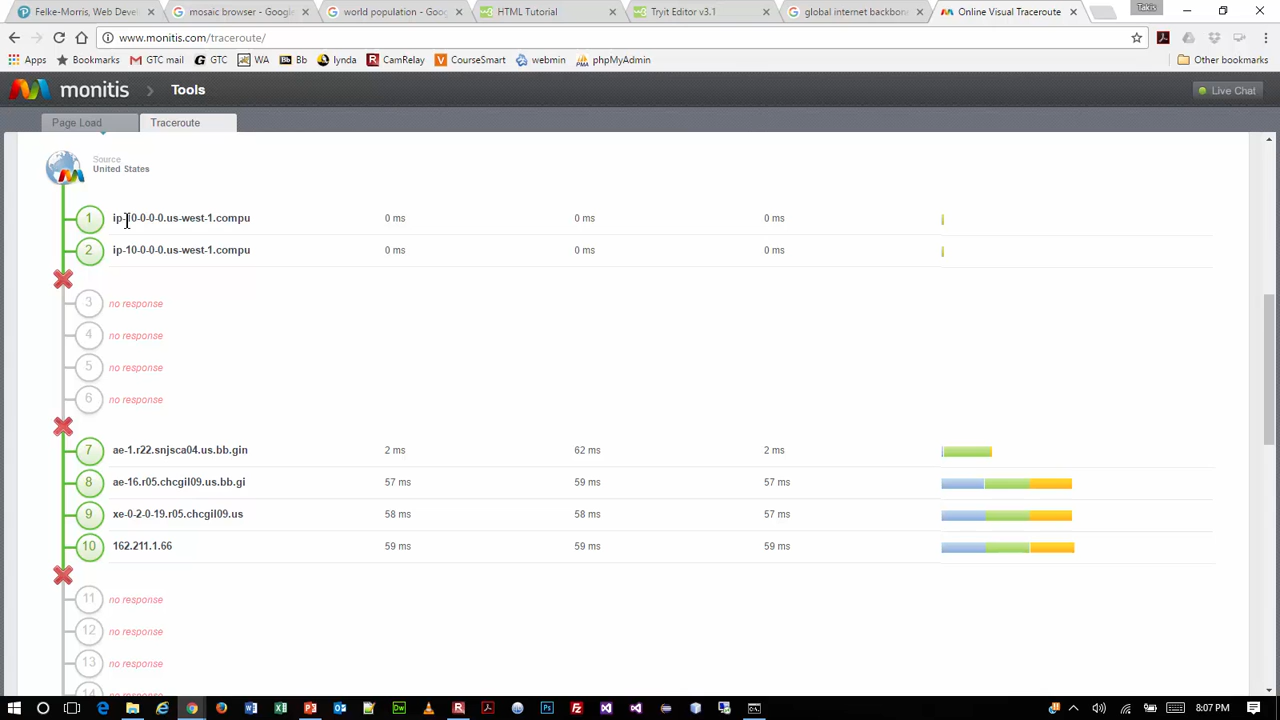 Felke-Morris, Web Devel
mosaic browser - Google
world population - Goog
HTML Tutorial
Tryit Editor v3.1
global internet backbone
Online Visual Traceroute
Takis
www.monitis.com/traceroute/
Apps
Bookmarks
GTC mail
GTC
WA
Bb
lynda
CamRelay
CourseSmart
webmin
phpMyAdmin
Other bookmarks
monitis
Tools
Live Chat
Page Load
Traceroute
Source
United States
1 ip-10-0-0-0.us-west-1.compu 0 ms 0 ms 0 ms
2 ip-10-0-0-0.us-west-1.compu 0 ms 0 ms 0 ms
3 no response
4 no response
5 no response
6 no response
7 ae-1.r22.snjsca04.us.bb.gin 2 ms 62 ms 2 ms
8 ae-16.r05.chcgil09.us.bb.gi 57 ms 59 ms 57 ms
9 xe-0-2-0-19.r05.chcgil09.us 58 ms 58 ms 57 ms
10 162.211.1.66 59 ms 59 ms 59 ms
11 no response
12 no response
13 no response
14 no response
8:07 PM